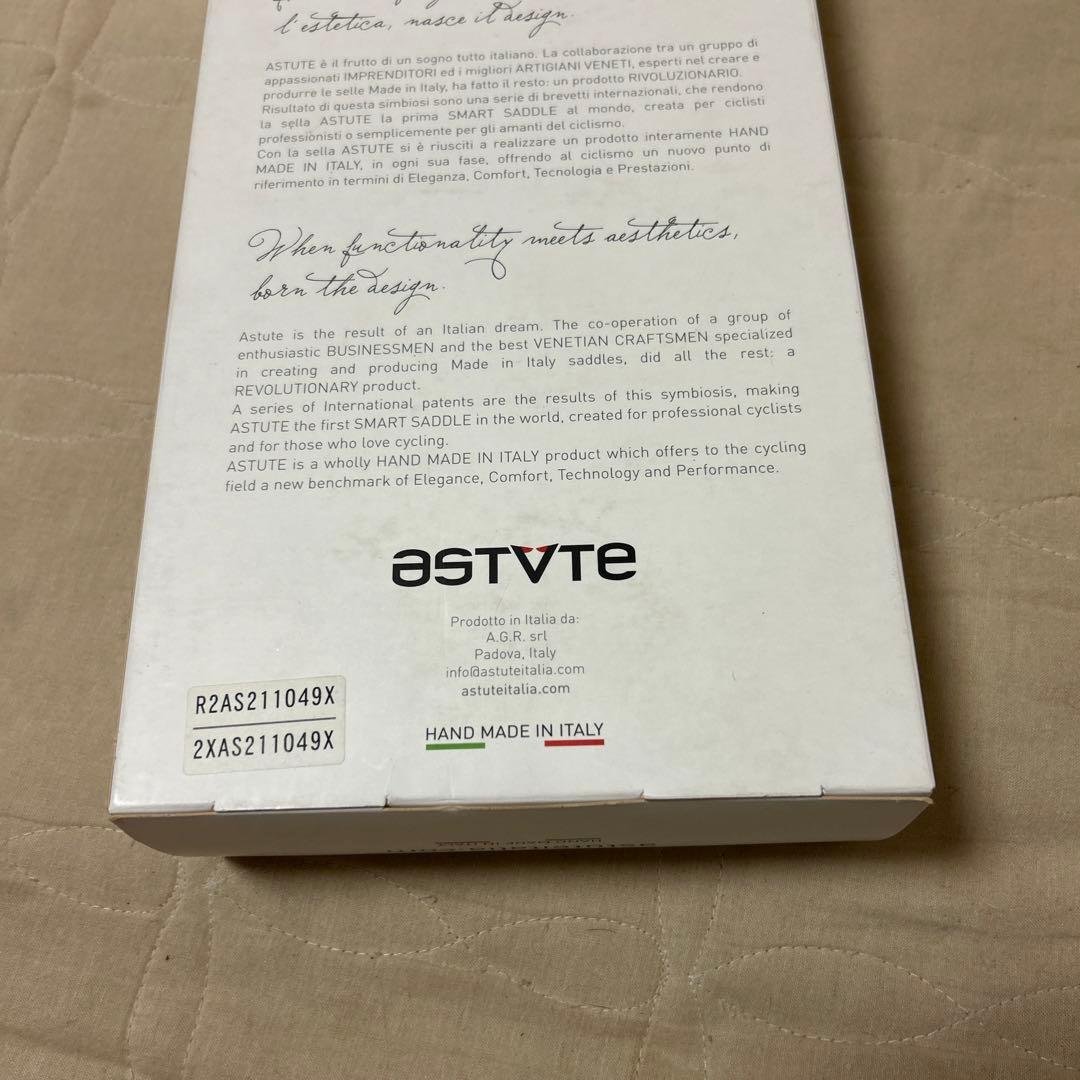 l'estetica, nasce il design.
ASTUTE è il frutto di un sogno tutto italiano. La collaborazione tra un gruppo di
appassionati IMPRENDITORI ed i migliori ARTIGIANI VENETI, esperti nel creare e
produrre le selle Made in Italy, ha fatto il resto: un prodotto RIVOLUZIONARIO.
Risultato di questa simbiosi sono una serie di brevetti internazionali, che rendono
la sella ASTUTE la prima SMART SADDLE al mondo, creata per ciclisti
professionisti o semplicemente per gli amanti del ciclismo.
Con la sella ASTUTE si è riusciti a realizzare un prodotto interamente HAND
MADE IN ITALY, in ogni sua fase, offrendo al ciclismo un nuovo punto di
riferimento in termini di Eleganza, Comfort, Tecnologia e Prestazioni.
When functionality meets aesthetics,
born the design.
Astute is the result of an Italian dream. The co-operation of a group of
enthusiastic BUSINESSMEN and the best VENETIAN CRAFTSMEN specialized
in creating and producing Made in Italy saddles, did all the rest: a
REVOLUTIONARY product.
A series of International patents are the results of this symbiosis, making
ASTUTE the first SMART SADDLE in the world, created for professional cyclists
and for those who love cycling.
ASTUTE is a wholly HAND MADE IN ITALY product which offers to the cycling
field a new benchmark of Elegance, Comfort, Technology and Performance.
astute
Prodotto in Italia da:
A.G.R. srl
Padova, Italy
info@astuteitalia.com
astuteitalia.com
HAND MADE IN ITALY
R2AS211049X
2XAS211049X
HAND MADE IN ITALY
astuteitalia.com